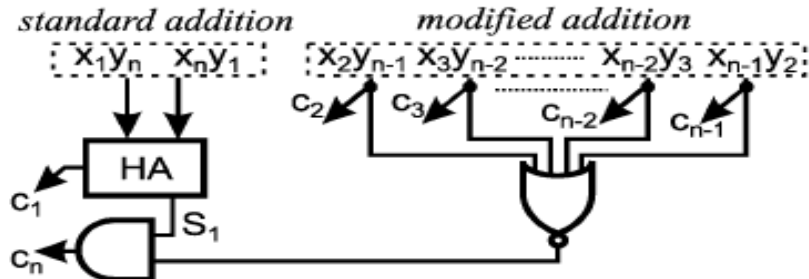 standard addition modified addition
x₁yₙ xₙy₁ x₂yₙ₋₁ x₃yₙ₋₂ ........ xₙ₋₂y₃ xₙ₋₁y₂
c₂ c₃ ............ cₙ₋₂ cₙ₋₁
HA
c₁ S₁
cₙ